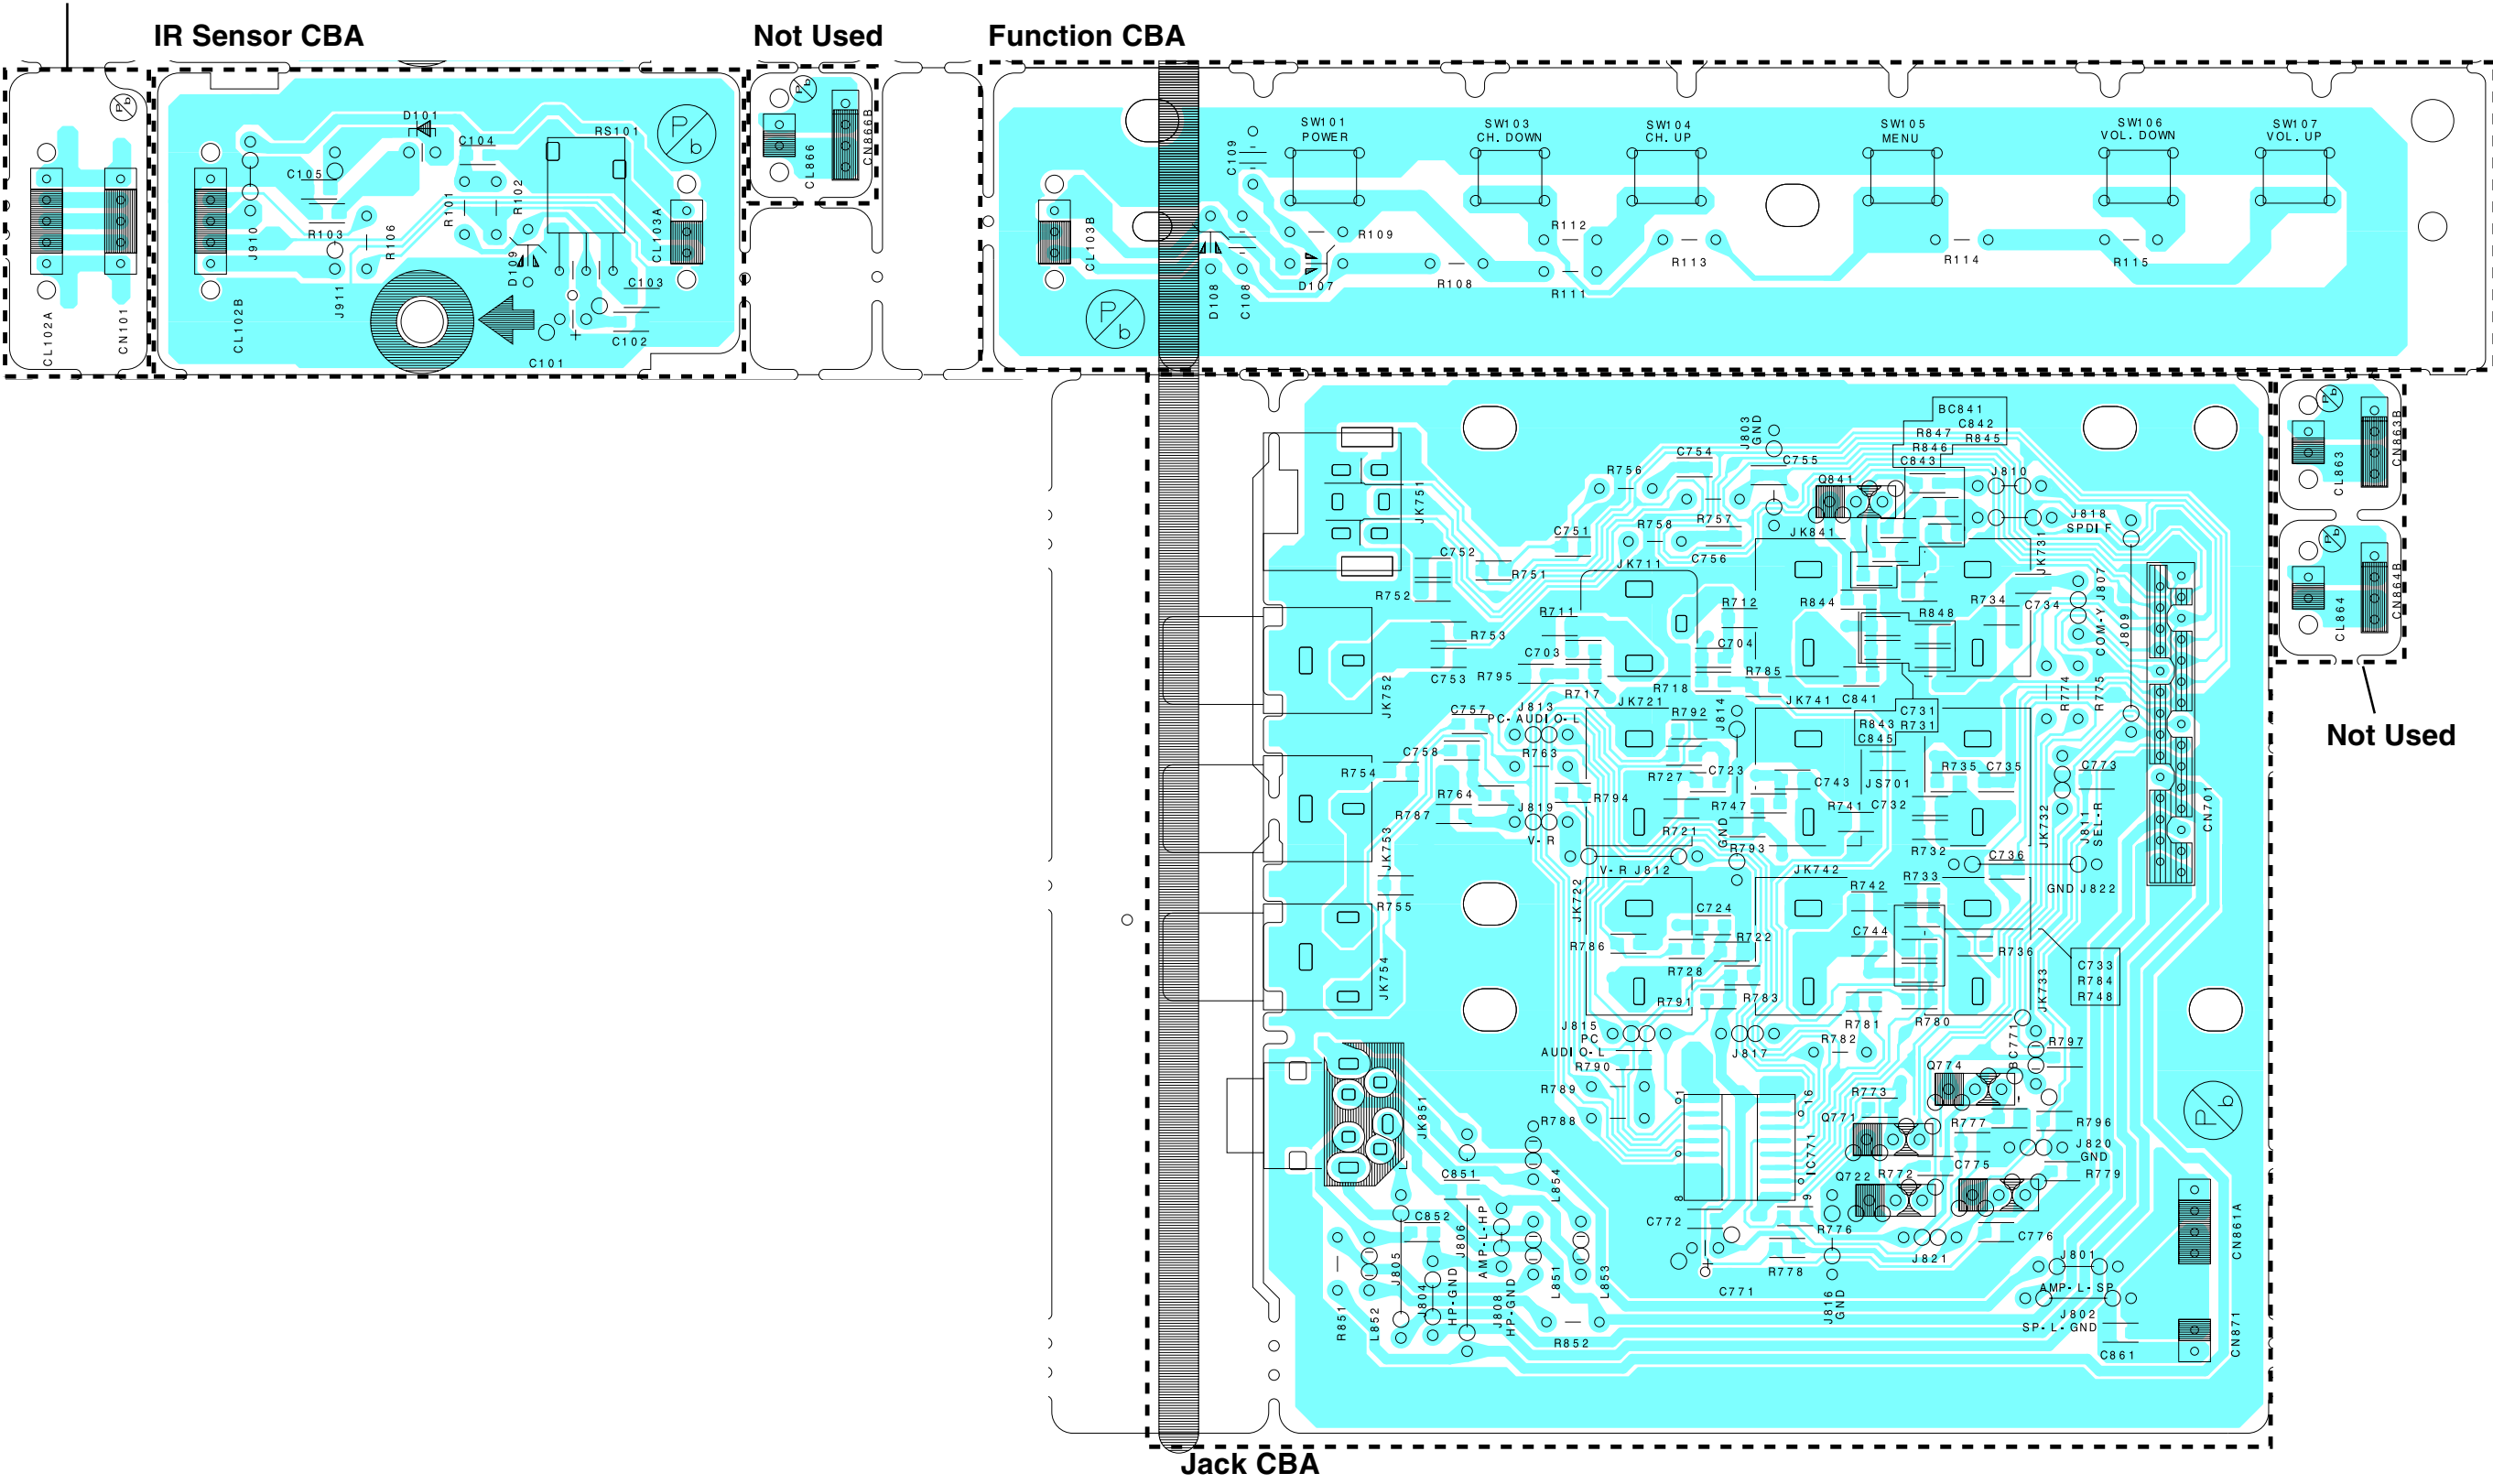 IR Sensor CBA
Not Used
Function CBA
Pb
CL102A
CN101
D101
C104
RS101
Pb
C105
R101
R102
J910
R103
R106
CL103A
D109
C103
CL102B
J911
C102
C101
Pb
CL866
CN866B
C109
SW101
POWER
SW103
CH. DOWN
SW104
CH. UP
SW105
MENU
SW106
VOL. DOWN
SW107
VOL. UP
CL103B
R109
R112
R113
R114
R115
D108
C108
D107
R108
R111
Pb
Pb
CL863
CN863B
Pb
CL864
CN864B
Not Used
BC841
C842
R847
R845
R846
C843
J803
GND
C754
C755
R756
Q841
J810
JK751
C751
R758
R757
JK841
J818
SPDIF
C752
C756
JK731
R751
JK711
R752
R711
R712
R844
R848
R734
C734
COM-Y J807
J809
R753
C703
C704
C753
R795
R717
R718
R785
JK752
C757
J813
PC-AUDIO-L
JK721
R792
J814
JK741
C841
C731
R843
R731
C845
R774
R775
C758
R763
R754
R727
C723
C743
JS701
R735
C735
C773
R764
J819
R794
R747
R741
C732
R787
V-R
R721
GND
R793
JK753
R732
C736
JK732
J811
SEL-R
CN701
V-R J812
JK742
R733
GND J822
JK722
R742
R755
C724
C744
R786
R722
R736
R728
JK754
R791
R783
JK733
C733
R784
R748
J815
PC
AUDIO-L
R781
R780
R782
J817
R790
BC771
R797
Q774
R789
R773
1
16
R788
Q771
R777
R796
JK851
IC771
J820
GND
C851
L854
Q722
R772
C775
R779
8
9
Pb
C852
J806
AMP-L-HP
C772
R776
C776
CN861A
J805
J821
J801
R778
AMP-L-SP
J804
HP-GND
J808
HP-GND
L851
L853
C771
J816
GND
J802
SP-L-GND
R851
L852
R852
C861
CN871
Jack CBA